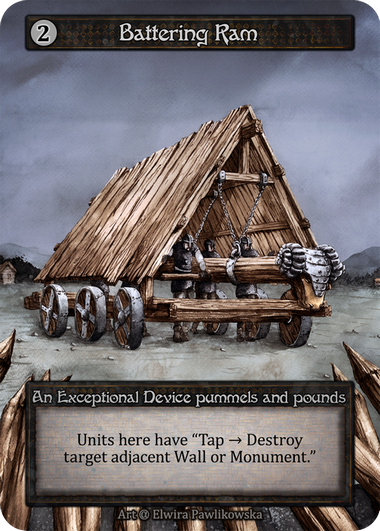 2
Battering Ram
An Exceptional Device pummels and pounds
Units here have “Tap → Destroy
target adjacent Wall or Monument.”
Art @ Elwira Pawlikowska